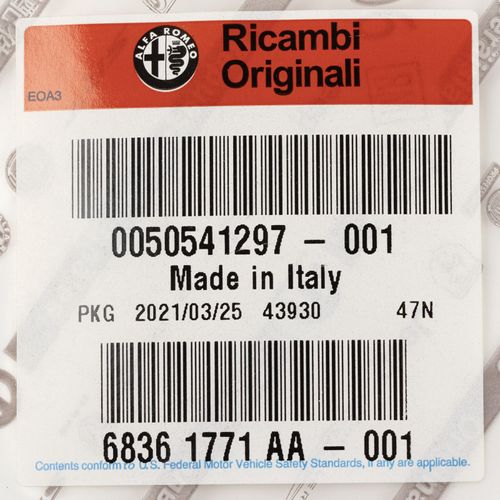 ALFA ROMEO
Ricambi
Originali
EOA3
0050541297 - 001
Made in Italy
PKG 2021/03/25 43930 47N
6836 1771 AA - 001
Contents conform to U.S. Federal Motor Vehicle Safety Standards, if any are applicable.